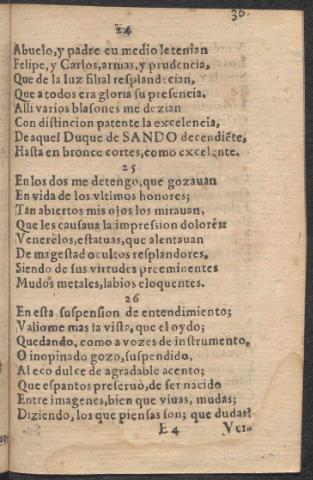 36.
24
Abuelo, y padre en medio le tenian
Felipe, y Carlos, armas, y prudencia,
Que de la luz filial resplandecian,
Que a todos era gloria su presencia.
Alli varios blasones me dezian
Con distincion patente la excelencia,
De aquel Duque de SANDO decendiẽte,
Hasta en bronce cortes, como excelente.
25
En los dos me detengo, que gozauan
En vida de los vltimos honores;
Tan abiertos mis ojos los mirauan,
Que les causaua la impression dolores:
Venerèlos, estatuas, que alentauan
De magestad ocultos resplandores,
Siendo de sus virtudes preeminentes
Mudos metales, labios eloquentes.
26
En esta suspension de entendimiento;
Valiome mas la vista, que el oydo;
Quedando, como a vozes de instrumento,
O inopinado gozo, suspendido,
Al eco dulce de agradable acento;
Que espantos preseruò, de ser nacido
Entre imagenes, bien que viuas, mudas;
Diziendo, los que piensas son; que dudas?
E 4 Ver-